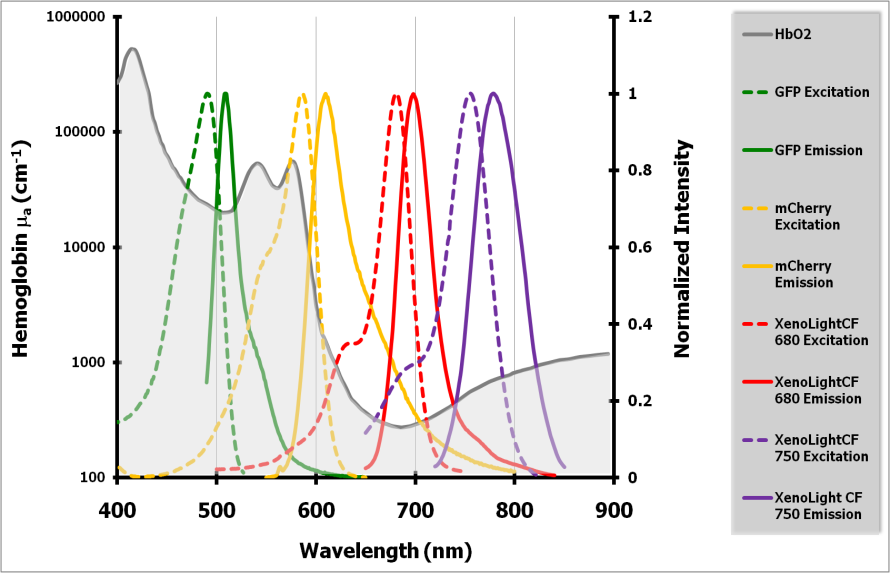 1000000
100000
10000
1000
100
Hemoglobin μa (cm-1)
400 500 600 700 800 900
Wavelength (nm)
1.2
1
0.8
0.6
0.4
0.2
0
Normalized Intensity
HbO2
GFP Excitation
GFP Emission
mCherry
Excitation
mCherry
Emission
XenoLightCF
680 Excitation
XenoLightCF
680 Emission
XenoLightCF
750 Excitation
XenoLight CF
750 Emission